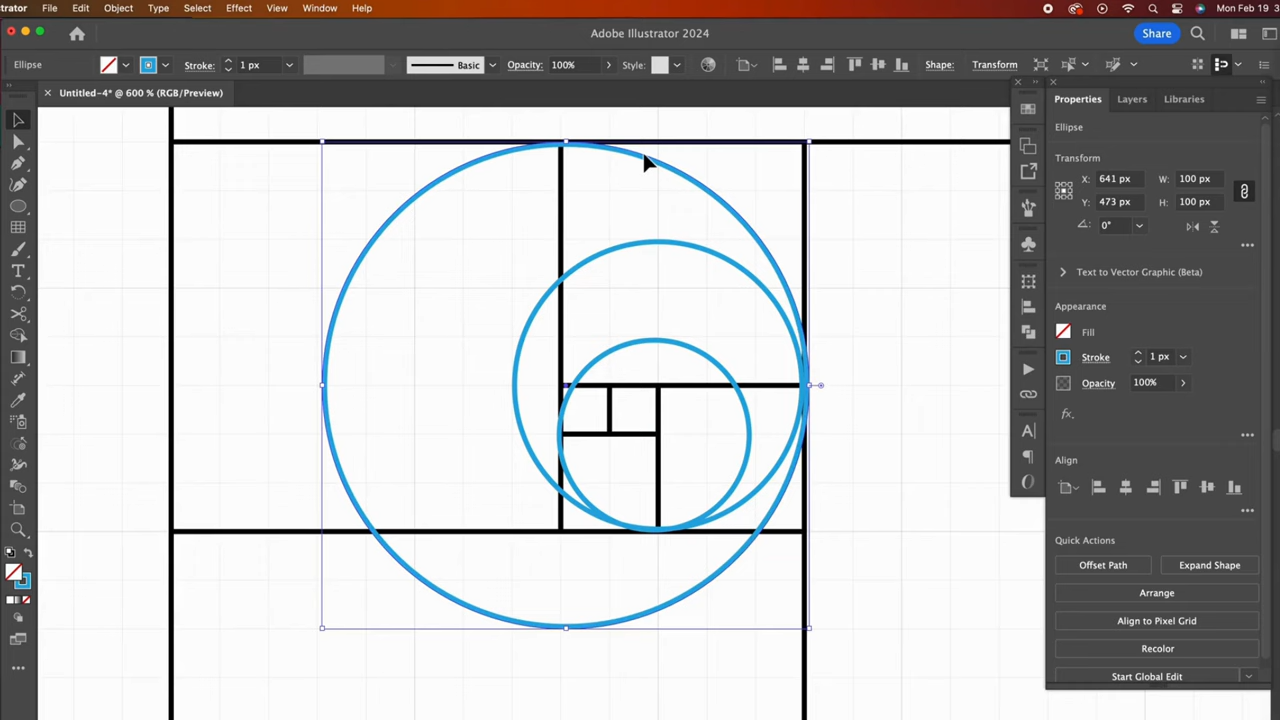 strator File Edit Object Type Select Effect View Window Help Mon Feb 19 3
Adobe Illustrator 2024 Share
Ellipse Stroke: 1 px Basic Opacity: 100% Style: Shape: Transform
× Untitled-4* @ 600 % (RGB/Preview)
Properties Layers Libraries
Ellipse
Transform
X: 641 px W: 100 px
Y: 473 px H: 100 px
0°
Text to Vector Graphic (Beta)
Appearance
Fill
Stroke 1 px
Opacity 100%
fx.
Align
Quick Actions
Offset Path Expand Shape
Arrange
Align to Pixel Grid
Recolor
Start Global Edit